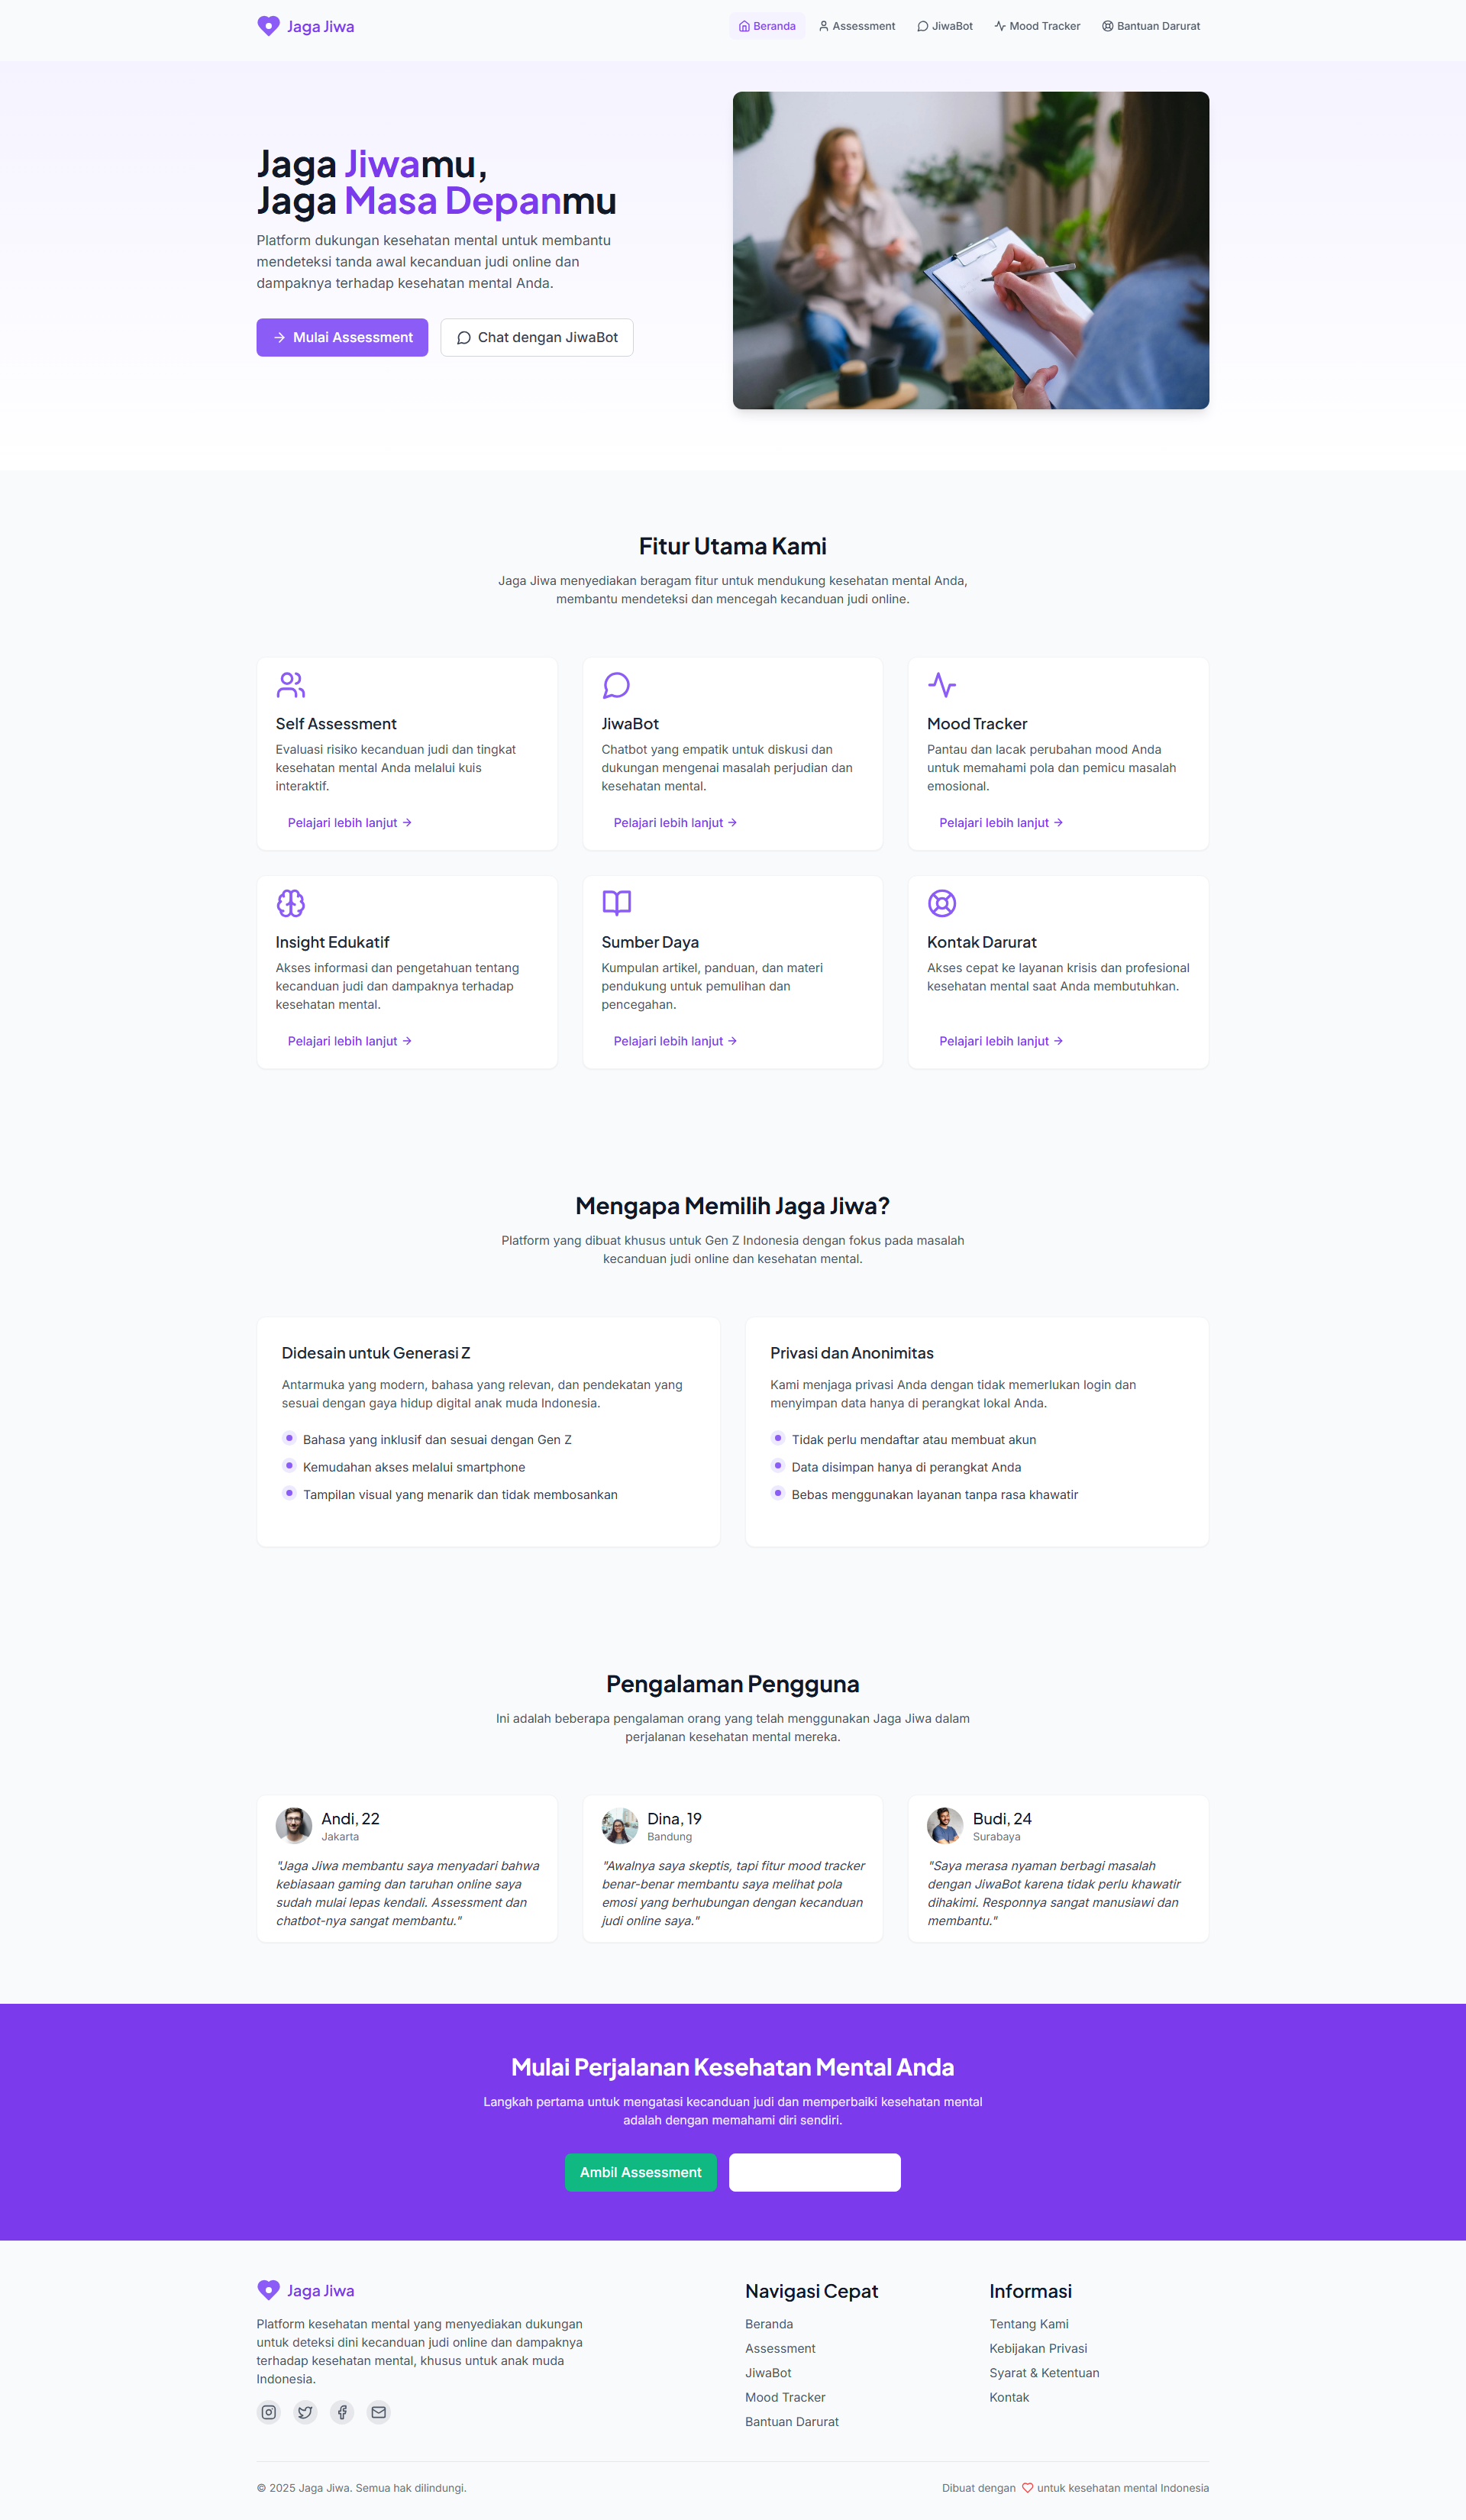 Jaga Jiwa
Beranda
Assessment
JiwaBot
Mood Tracker
Bantuan Darurat
Jaga Jiwamu,
Jaga Masa Depanmu
Platform dukungan kesehatan mental untuk membantu
mendeteksi tanda awal kecanduan judi online dan
dampaknya terhadap kesehatan mental Anda.
Mulai Assessment
Chat dengan JiwaBot
Fitur Utama Kami
Jaga Jiwa menyediakan beragam fitur untuk mendukung kesehatan mental Anda,
membantu mendeteksi dan mencegah kecanduan judi online.
Self Assessment
Evaluasi risiko kecanduan judi dan tingkat
kesehatan mental Anda melalui kuis
interaktif.
Pelajari lebih lanjut
JiwaBot
Chatbot yang empatik untuk diskusi dan
dukungan mengenai masalah perjudian dan
kesehatan mental.
Pelajari lebih lanjut
Mood Tracker
Pantau dan lacak perubahan mood Anda
untuk memahami pola dan pemicu masalah
emosional.
Pelajari lebih lanjut
Insight Edukatif
Akses informasi dan pengetahuan tentang
kecanduan judi dan dampaknya terhadap
kesehatan mental.
Pelajari lebih lanjut
Sumber Daya
Kumpulan artikel, panduan, dan materi
pendukung untuk pemulihan dan
pencegahan.
Pelajari lebih lanjut
Kontak Darurat
Akses cepat ke layanan krisis dan profesional
kesehatan mental saat Anda membutuhkan.
Pelajari lebih lanjut
Mengapa Memilih Jaga Jiwa?
Platform yang dibuat khusus untuk Gen Z Indonesia dengan fokus pada masalah
kecanduan judi online dan kesehatan mental.
Didesain untuk Generasi Z
Antarmuka yang modern, bahasa yang relevan, dan pendekatan yang
sesuai dengan gaya hidup digital anak muda Indonesia.
Bahasa yang inklusif dan sesuai dengan Gen Z
Kemudahan akses melalui smartphone
Tampilan visual yang menarik dan tidak membosankan
Privasi dan Anonimitas
Kami menjaga privasi Anda dengan tidak memerlukan login dan
menyimpan data hanya di perangkat lokal Anda.
Tidak perlu mendaftar atau membuat akun
Data disimpan hanya di perangkat Anda
Bebas menggunakan layanan tanpa rasa khawatir
Pengalaman Pengguna
Ini adalah beberapa pengalaman orang yang telah menggunakan Jaga Jiwa dalam
perjalanan kesehatan mental mereka.
Andi, 22
Jakarta
"Jaga Jiwa membantu saya menyadari bahwa
kebiasaan gaming dan taruhan online saya
sudah mulai lepas kendali. Assessment dan
chatbot-nya sangat membantu."
Dina, 19
Bandung
"Awalnya saya skeptis, tapi fitur mood tracker
benar-benar membantu saya melihat pola
emosi yang berhubungan dengan kecanduan
judi online saya."
Budi, 24
Surabaya
"Saya merasa nyaman berbagi masalah
dengan JiwaBot karena tidak perlu khawatir
dihakimi. Responnya sangat manusiawi dan
membantu."
Mulai Perjalanan Kesehatan Mental Anda
Langkah pertama untuk mengatasi kecanduan judi dan memperbaiki kesehatan mental
adalah dengan memahami diri sendiri.
Ambil Assessment
Jaga Jiwa
Platform kesehatan mental yang menyediakan dukungan
untuk deteksi dini kecanduan judi online dan dampaknya
terhadap kesehatan mental, khusus untuk anak muda
Indonesia.
Navigasi Cepat
Beranda
Assessment
JiwaBot
Mood Tracker
Bantuan Darurat
Informasi
Tentang Kami
Kebijakan Privasi
Syarat & Ketentuan
Kontak
© 2025 Jaga Jiwa. Semua hak dilindungi.
Dibuat dengan untuk kesehatan mental Indonesia